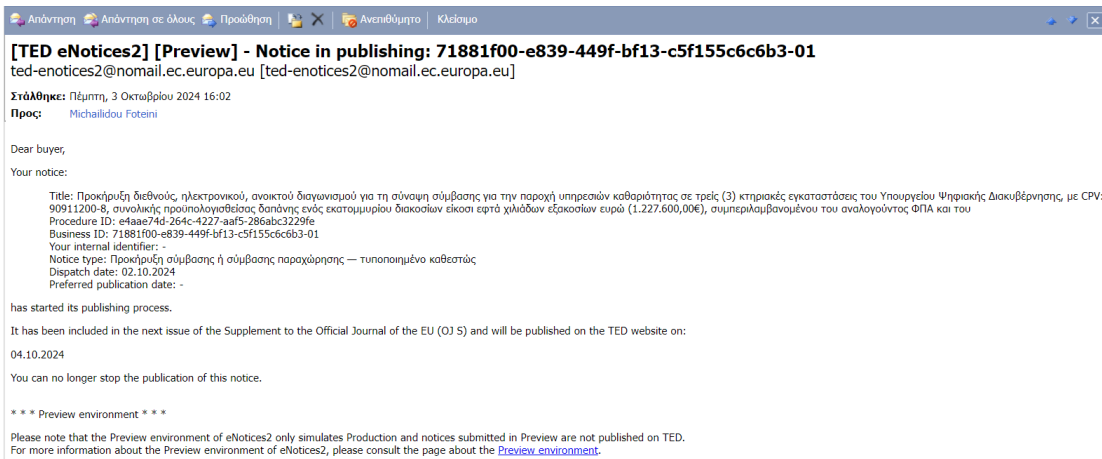 Απάντηση Απάντηση σε όλους Προώθηση Ανεπιθύμητο Κλείσιμο
[TED eNotices2] [Preview] - Notice in publishing: 71881f00-e839-449f-bf13-c5f155c6c6b3-01
ted-enotices2@nomail.ec.europa.eu [ted-enotices2@nomail.ec.europa.eu]
Στάλθηκε: Πέμπτη, 3 Οκτωβρίου 2024 16:02
Προς: Michailidou Foteini
Dear buyer,
Your notice:
Title: Προκήρυξη διεθνούς, ηλεκτρονικού, ανοικτού διαγωνισμού για τη σύναψη σύμβασης για την παροχή υπηρεσιών καθαριότητας σε τρείς (3) κτηριακές εγκαταστάσεις του Υπουργείου Ψηφιακής Διακυβέρνησης, με CPV:
90911200-8, συνολικής προϋπολογισθείσας δαπάνης ενός εκατομμυρίου διακοσίων είκοσι εφτά χιλιάδων εξακοσίων ευρώ (1.227.600,00€), συμπεριλαμβανομένου του αναλογούντος ΦΠΑ και του
Procedure ID: e4aae74d-264c-4227-aaf5-286abc3229fe
Business ID: 71881f00-e839-449f-bf13-c5f155c6c6b3-01
Your internal identifier: -
Notice type: Προκήρυξη σύμβασης ή σύμβασης παραχώρησης — τυποποιημένο καθεστώς
Dispatch date: 02.10.2024
Preferred publication date: -
has started its publishing process.
It has been included in the next issue of the Supplement to the Official Journal of the EU (OJ S) and will be published on the TED website on:
04.10.2024
You can no longer stop the publication of this notice.
* * * Preview environment * * *
Please note that the Preview environment of eNotices2 only simulates Production and notices submitted in Preview are not published on TED.
For more information about the Preview environment of eNotices2, please consult the page about the Preview environment.